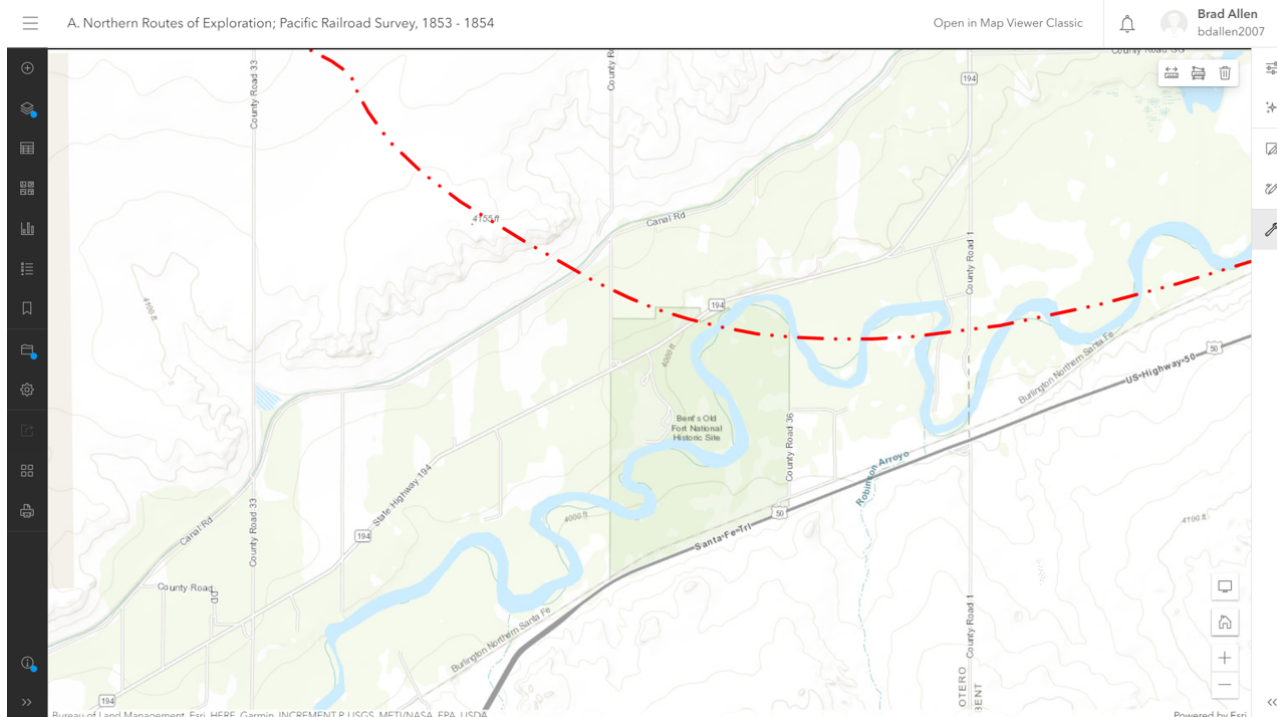 A. Northern Routes of Exploration; Pacific Railroad Survey, 1853 - 1854
Open in Map Viewer Classic
Brad Allen
bdallen2007
County Road 33
194
4155 ft
Canal Rd
County Road 1
4100 ft
194
4000 ft
Burlington Northern Santa Fe
50
US-Highway-50
Bent's Old
Fort National
Historic Site
County Road 36
Robinson Arroyo
State Highway 194
50
Santa-Fe-Trl
4000 ft
4190 ft
194
Canal Rd
County Road 33
County Road
DD
Burlington Northern Santa Fe
County Road 1
OTERO
BENT
194
Bureau of Land Management, Esri, HERE, Garmin, INCREMENT P, USGS, METI/NASA, EPA, USDA
Powered by Esri